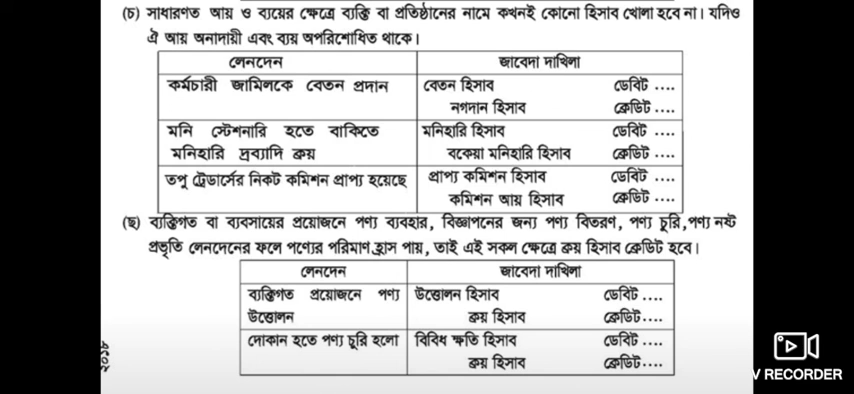 (চ) সাধারণত আয় ও ব্যয়ের ক্ষেত্রে ব্যক্তি বা প্রতিষ্ঠানের নামে কখনই কোনো হিসাব খোলা হবে না। যদিও
ঐ আয় অনাদায়ী এবং ব্যয় অপরিশোধিত থাকে।
লেনদেন জাবেদা দাখিলা
কর্মচারী জামিলকে বেতন প্রদান বেতন হিসাব ডেবিট ....
নগদান হিসাব ক্রেডিট ....
মনি স্টেশনারি হতে বাকিতে মনিহারি হিসাব ডেবিট ....
মনিহারি দ্রব্যাদি ক্রয় বকেয়া মনিহারি হিসাব ক্রেডিট ....
তপু ট্রেডার্সের নিকট কমিশন প্রাপ্য হয়েছে প্রাপ্য কমিশন হিসাব ডেবিট ....
কমিশন আয় হিসাব ক্রেডিট ....
(ছ) ব্যক্তিগত বা ব্যবসায়ের প্রয়োজনে পণ্য ব্যবহার, বিজ্ঞাপনের জন্য পণ্য বিতরণ, পণ্য চুরি, পণ্য নষ্ট
প্রভৃতি লেনদেনের ফলে পণ্যের পরিমাণ হ্রাস পায়, তাই এই সকল ক্ষেত্রে ক্রয় হিসাব ক্রেডিট হবে।
লেনদেন জাবেদা দাখিলা
ব্যক্তিগত প্রয়োজনে পণ্য উত্তোলন হিসাব ডেবিট ....
উত্তোলন ক্রয় হিসাব ক্রেডিট....
দোকান হতে পণ্য চুরি হলো বিবিধ ক্ষতি হিসাব ডেবিট ....
ক্রয় হিসাব ক্রেডিট....
২০১৮
V RECORDER